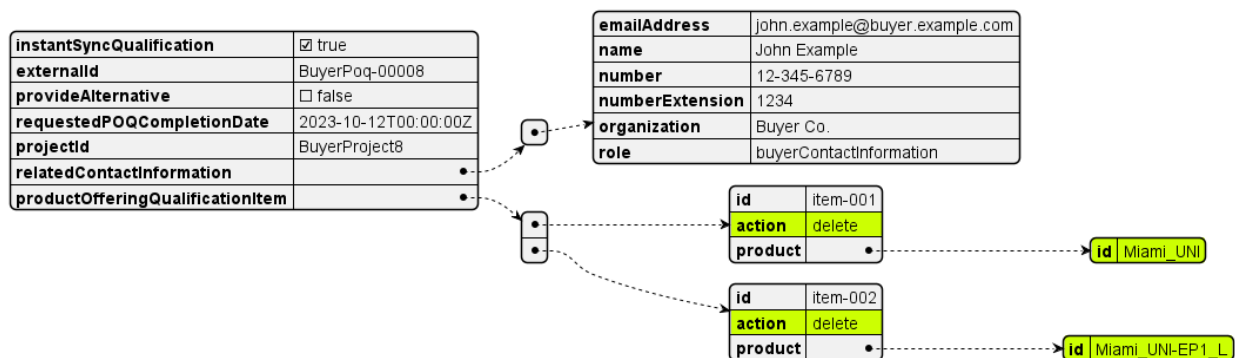 instantSyncQualification ☑ true
externalId BuyerPoq-00008
provideAlternative ☐ false
requestedPOQCompletionDate 2023-10-12T00:00:00Z
projectId BuyerProject8
relatedContactInformation
productOfferingQualificationItem
emailAddress john.example@buyer.example.com
name John Example
number 12-345-6789
numberExtension 1234
organization Buyer Co.
role buyerContactInformation
id item-001
action delete
product
id Miami_UNI
id item-002
action delete
product
id Miami_UNI-EP1_L